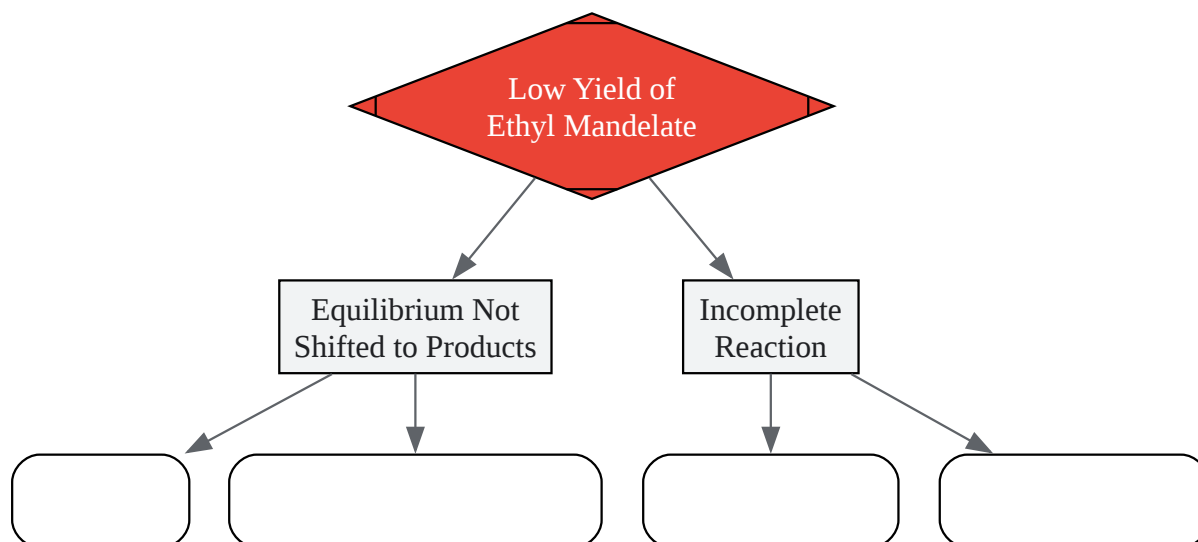 Low Yield of
Ethyl Mandelate
Equilibrium Not
Shifted to Products
Incomplete
Reaction